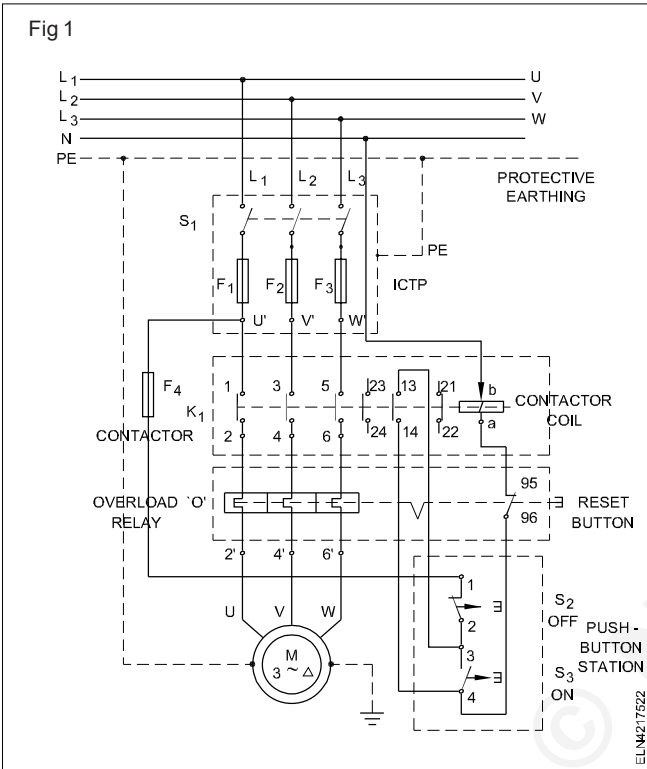 Fig 1
L1 U
L2 V
L3 W
N
PE
L1 L2 L3
PROTECTIVE
EARTHING
S1
PE
F1 F2 F3 ICTP
U' V' W'
F4
1 3 5 23 13 21 b
K1
CONTACTOR
COIL
a
CONTACTOR
2 4 6 24 14 22
95
OVERLOAD `O'
RELAY
RESET
BUTTON
96
2' 4' 6'
1
U V W
S2
OFF
2
PUSH -
BUTTON
STATION
3
M
3 ~ △
S3
ON
4
ELN4217522
©